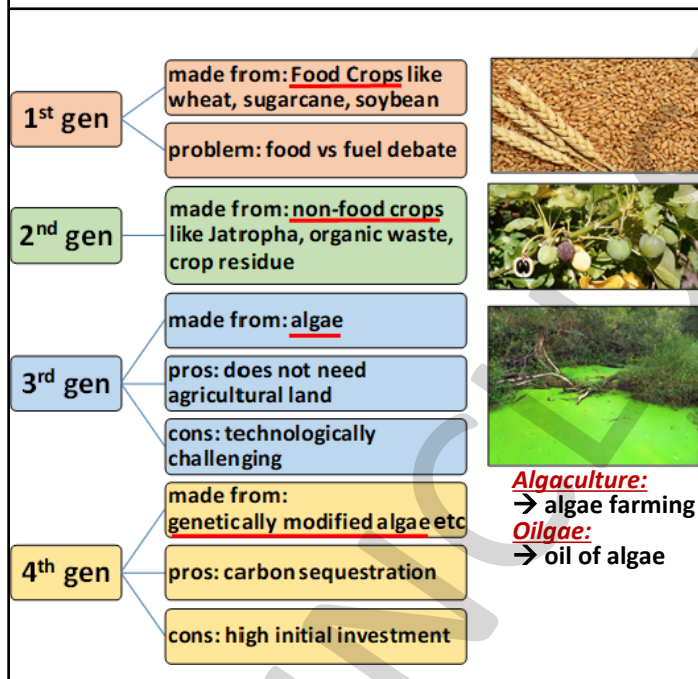 1st gen
made from: Food Crops like
wheat, sugarcane, soybean
problem: food vs fuel debate
2nd gen
made from: non-food crops
like Jatropha, organic waste,
crop residue
3rd gen
made from: algae
pros: does not need
agricultural land
cons: technologically
challenging
4th gen
made from:
genetically modified algae etc
pros: carbon sequestration
cons: high initial investment
Algaculture:
→ algae farming
Oilgae:
→ oil of algae